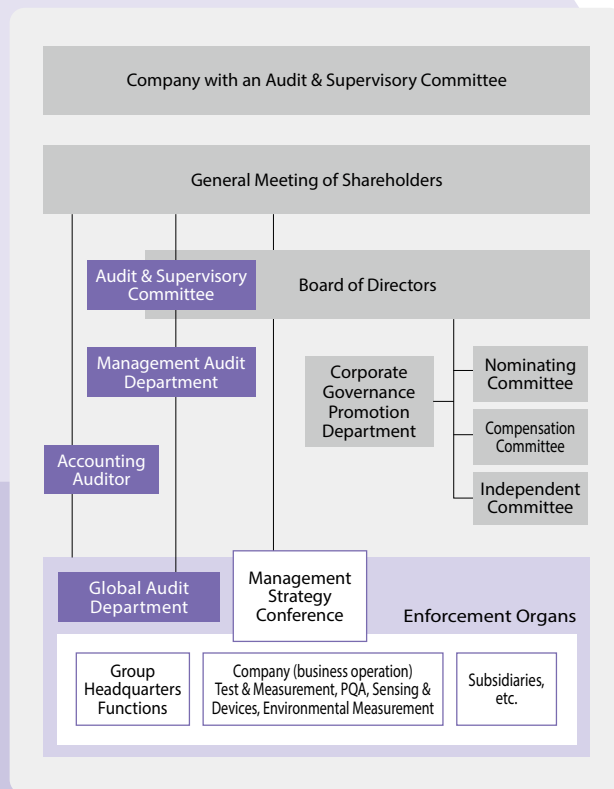 Company with an Audit & Supervisory Committee
General Meeting of Shareholders
Audit & Supervisory
Committee
Board of Directors
Management Audit
Department
Corporate
Governance
Promotion
Department
Nominating
Committee
Compensation
Committee
Independent
Committee
Accounting
Auditor
Global Audit
Department
Management
Strategy
Conference
Enforcement Organs
Group
Headquarters
Functions
Company (business operation)
Test & Measurement, PQA, Sensing &
Devices, Environmental Measurement
Subsidiaries,
etc.